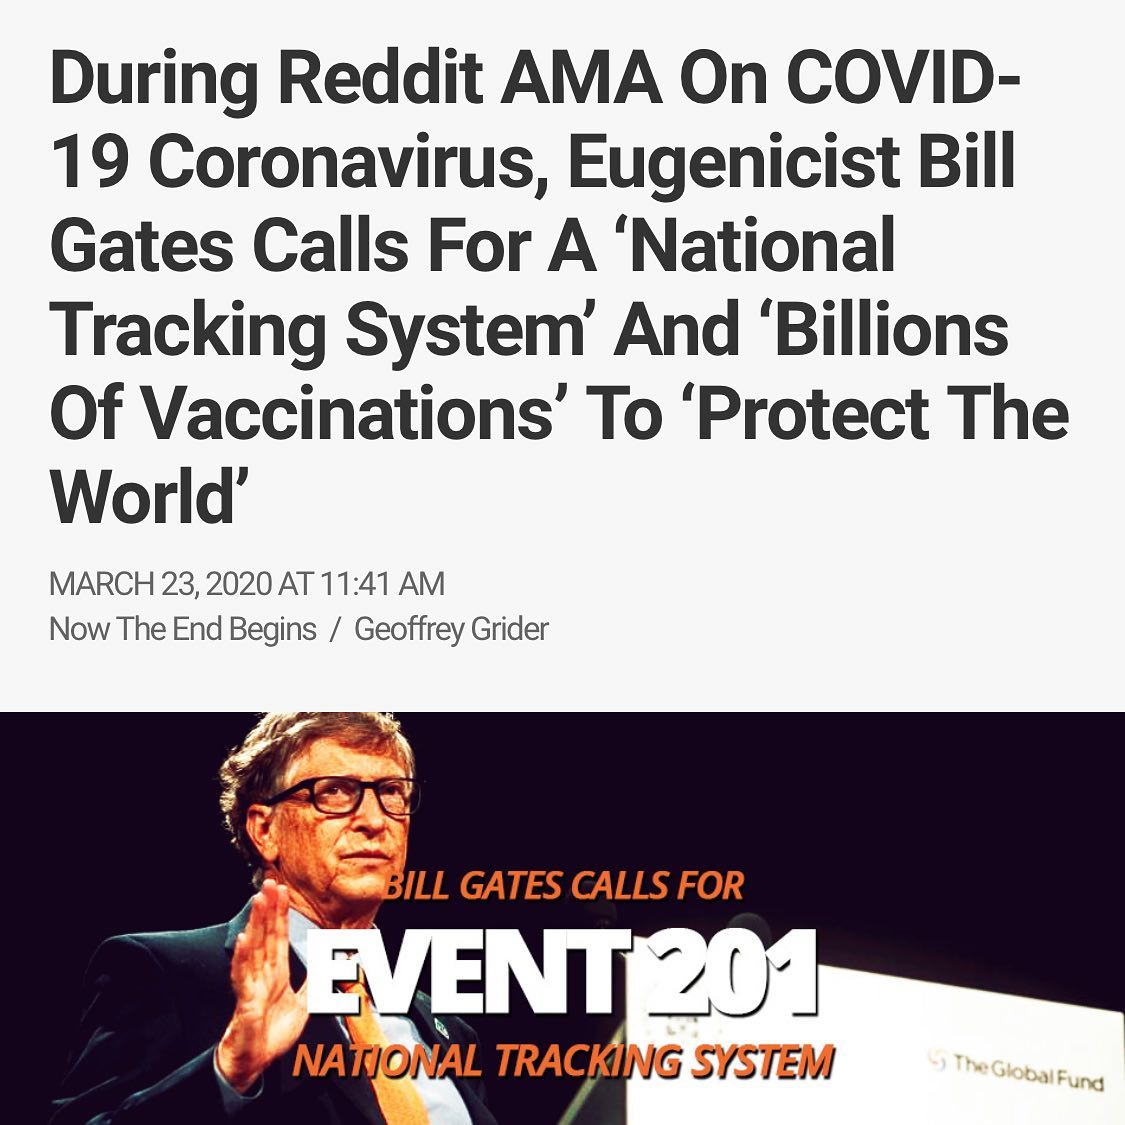 During Reddit AMA On COVID-
19 Coronavirus, Eugenicist Bill
Gates Calls For A ‘National
Tracking System’ And ‘Billions
Of Vaccinations’ To ‘Protect The
World’
MARCH 23, 2020 AT 11:41 AM
Now The End Begins / Geoffrey Grider
BILL GATES CALLS FOR
EVENT 201
NATIONAL TRACKING SYSTEM
The Global Fund